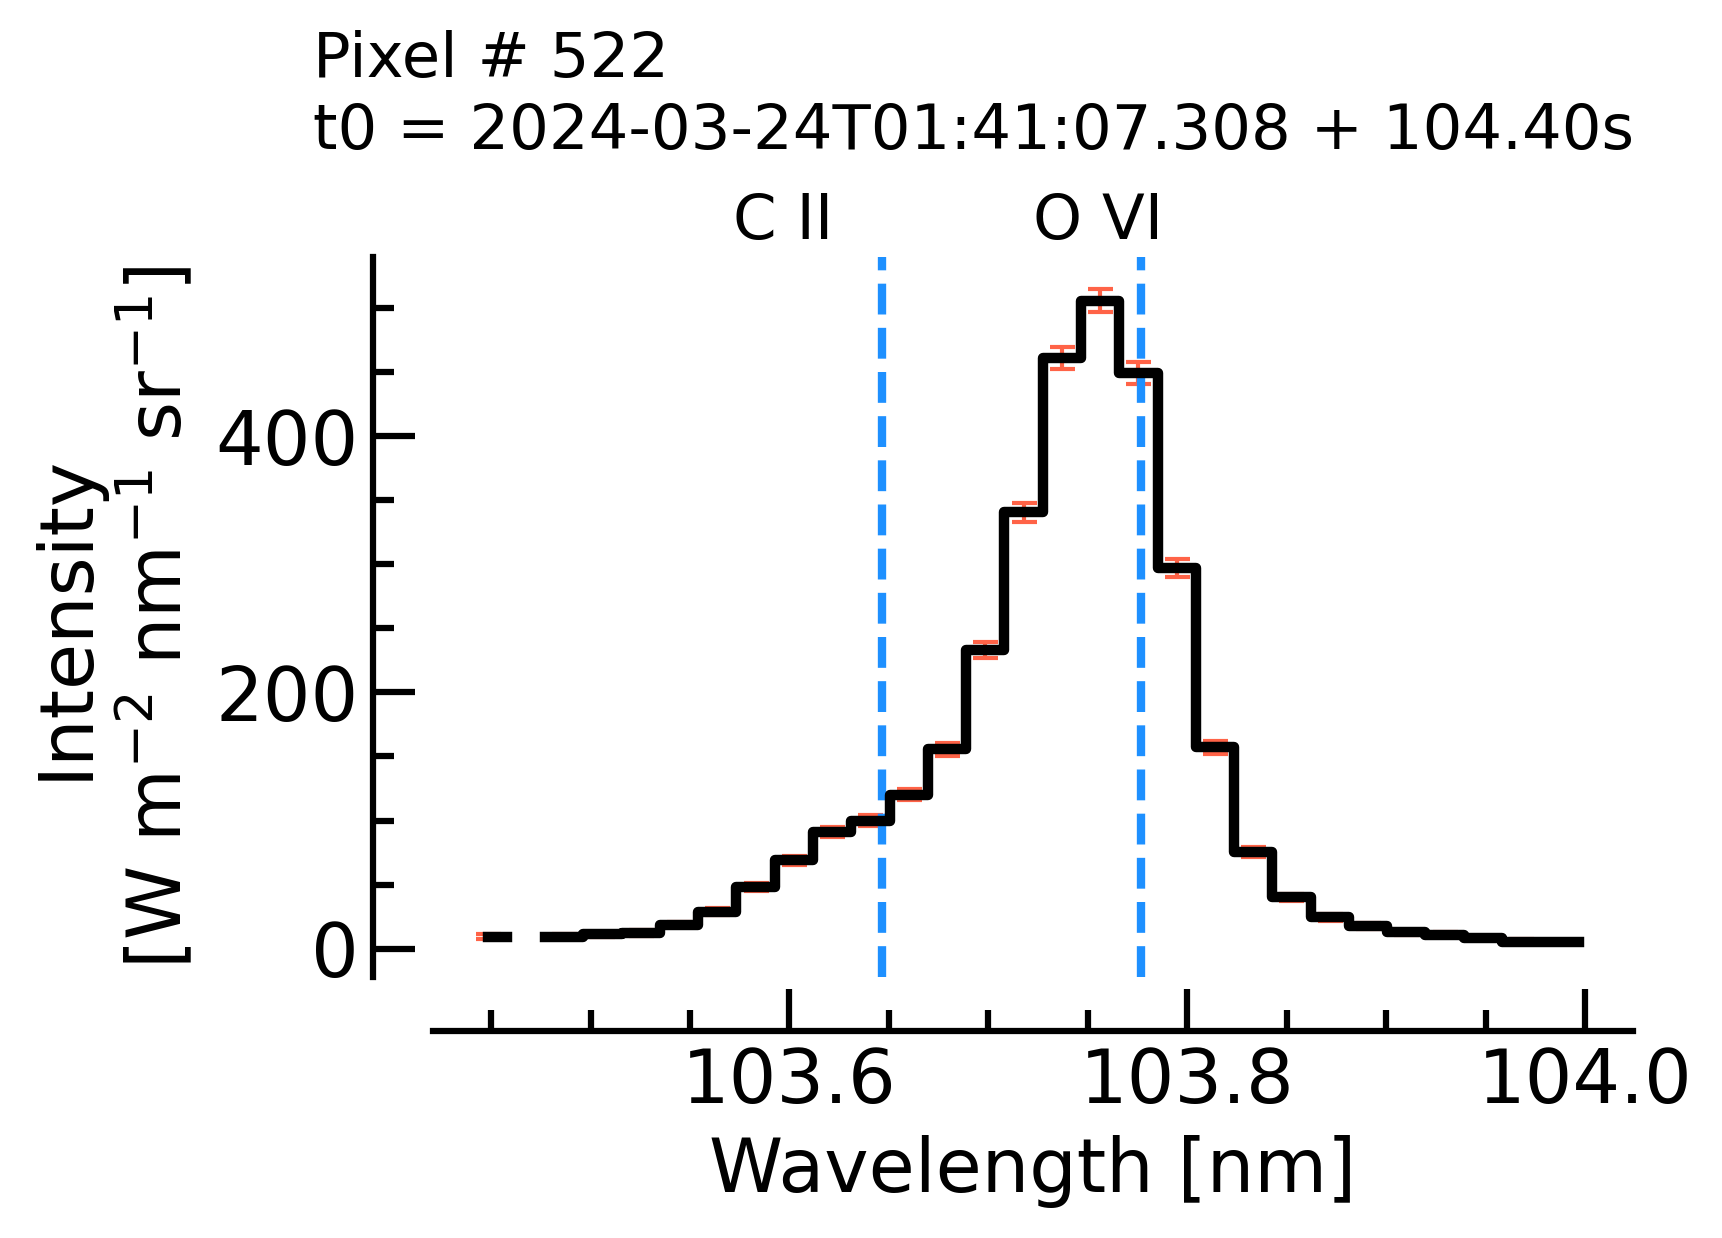 Pixel # 522
t0 = 2024-03-24T01:41:07.308 + 104.40s
C II
O VI
Intensity
[W m⁻² nm⁻¹ sr⁻¹]
400
200
0
103.6
103.8
104.0
Wavelength [nm]